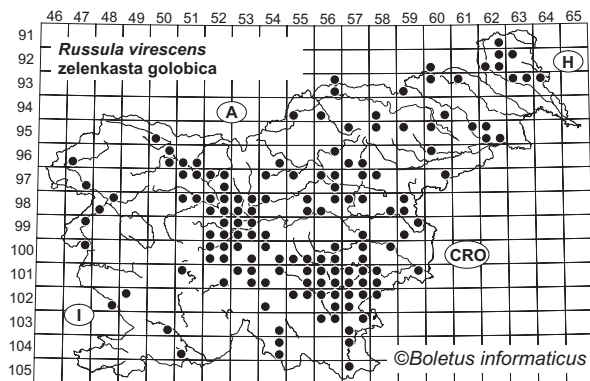 46 47 48 49 50 51 52 53 54 55 56 57 58 59 60 61 62 63 64 65
91
Russula virescens
92
zelenkasta golobica
H
93
94
A
95
96
97
98
99
100
CRO
101
102
I
103
104
©Boletus informaticus
105